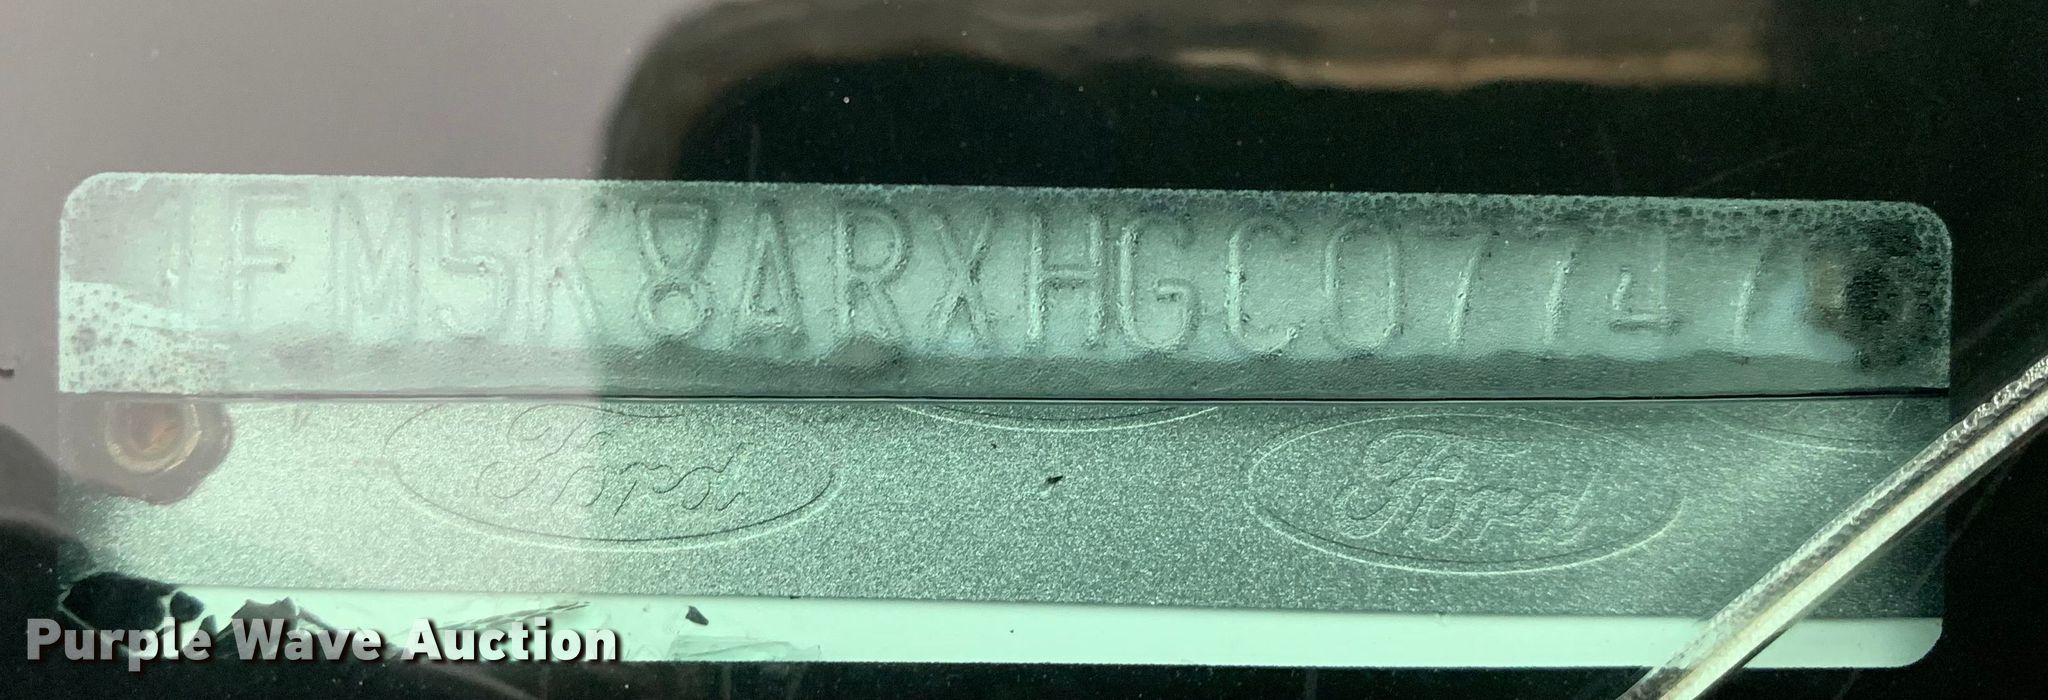 1FM5K8ARXHGC07747
Ford Ford
Purple Wave Auction